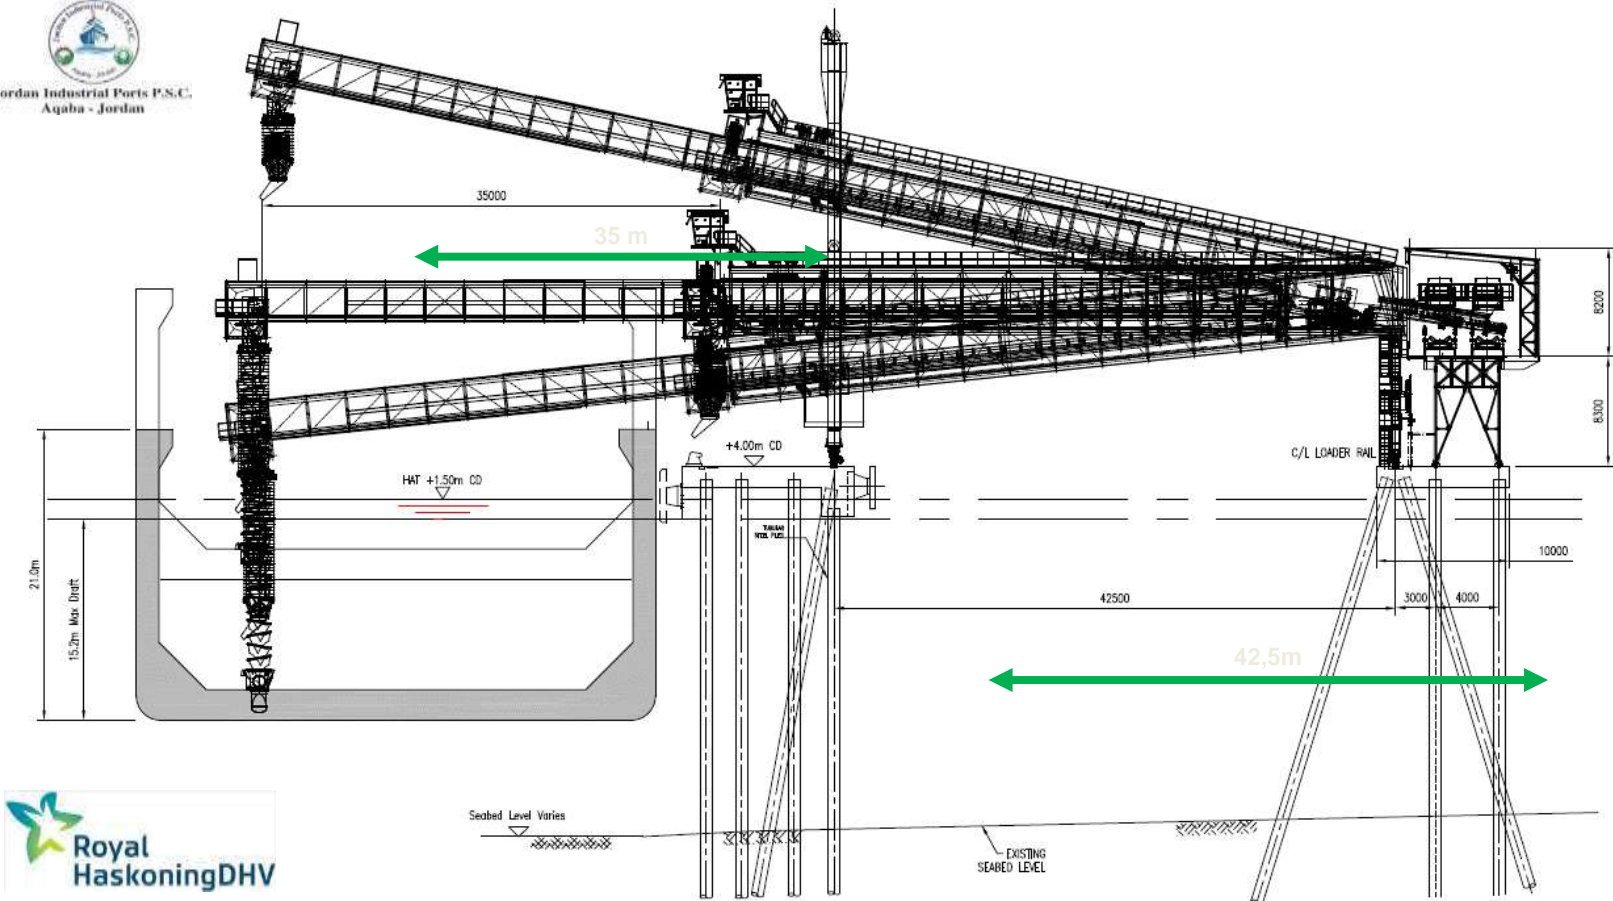 ordan Industrial Ports P.S.C.
Aqaba - Jordan
35000
35 m
8200
+4.00m CD
C/L LOADER RAIL
8300
HAT +1.50m CD
21.0m
15.2m Max Draft
10000
42500
3000
4000
42,5m
Seabed Level Varies
EXISTING
SEABED LEVEL
Royal
HaskoningDHV